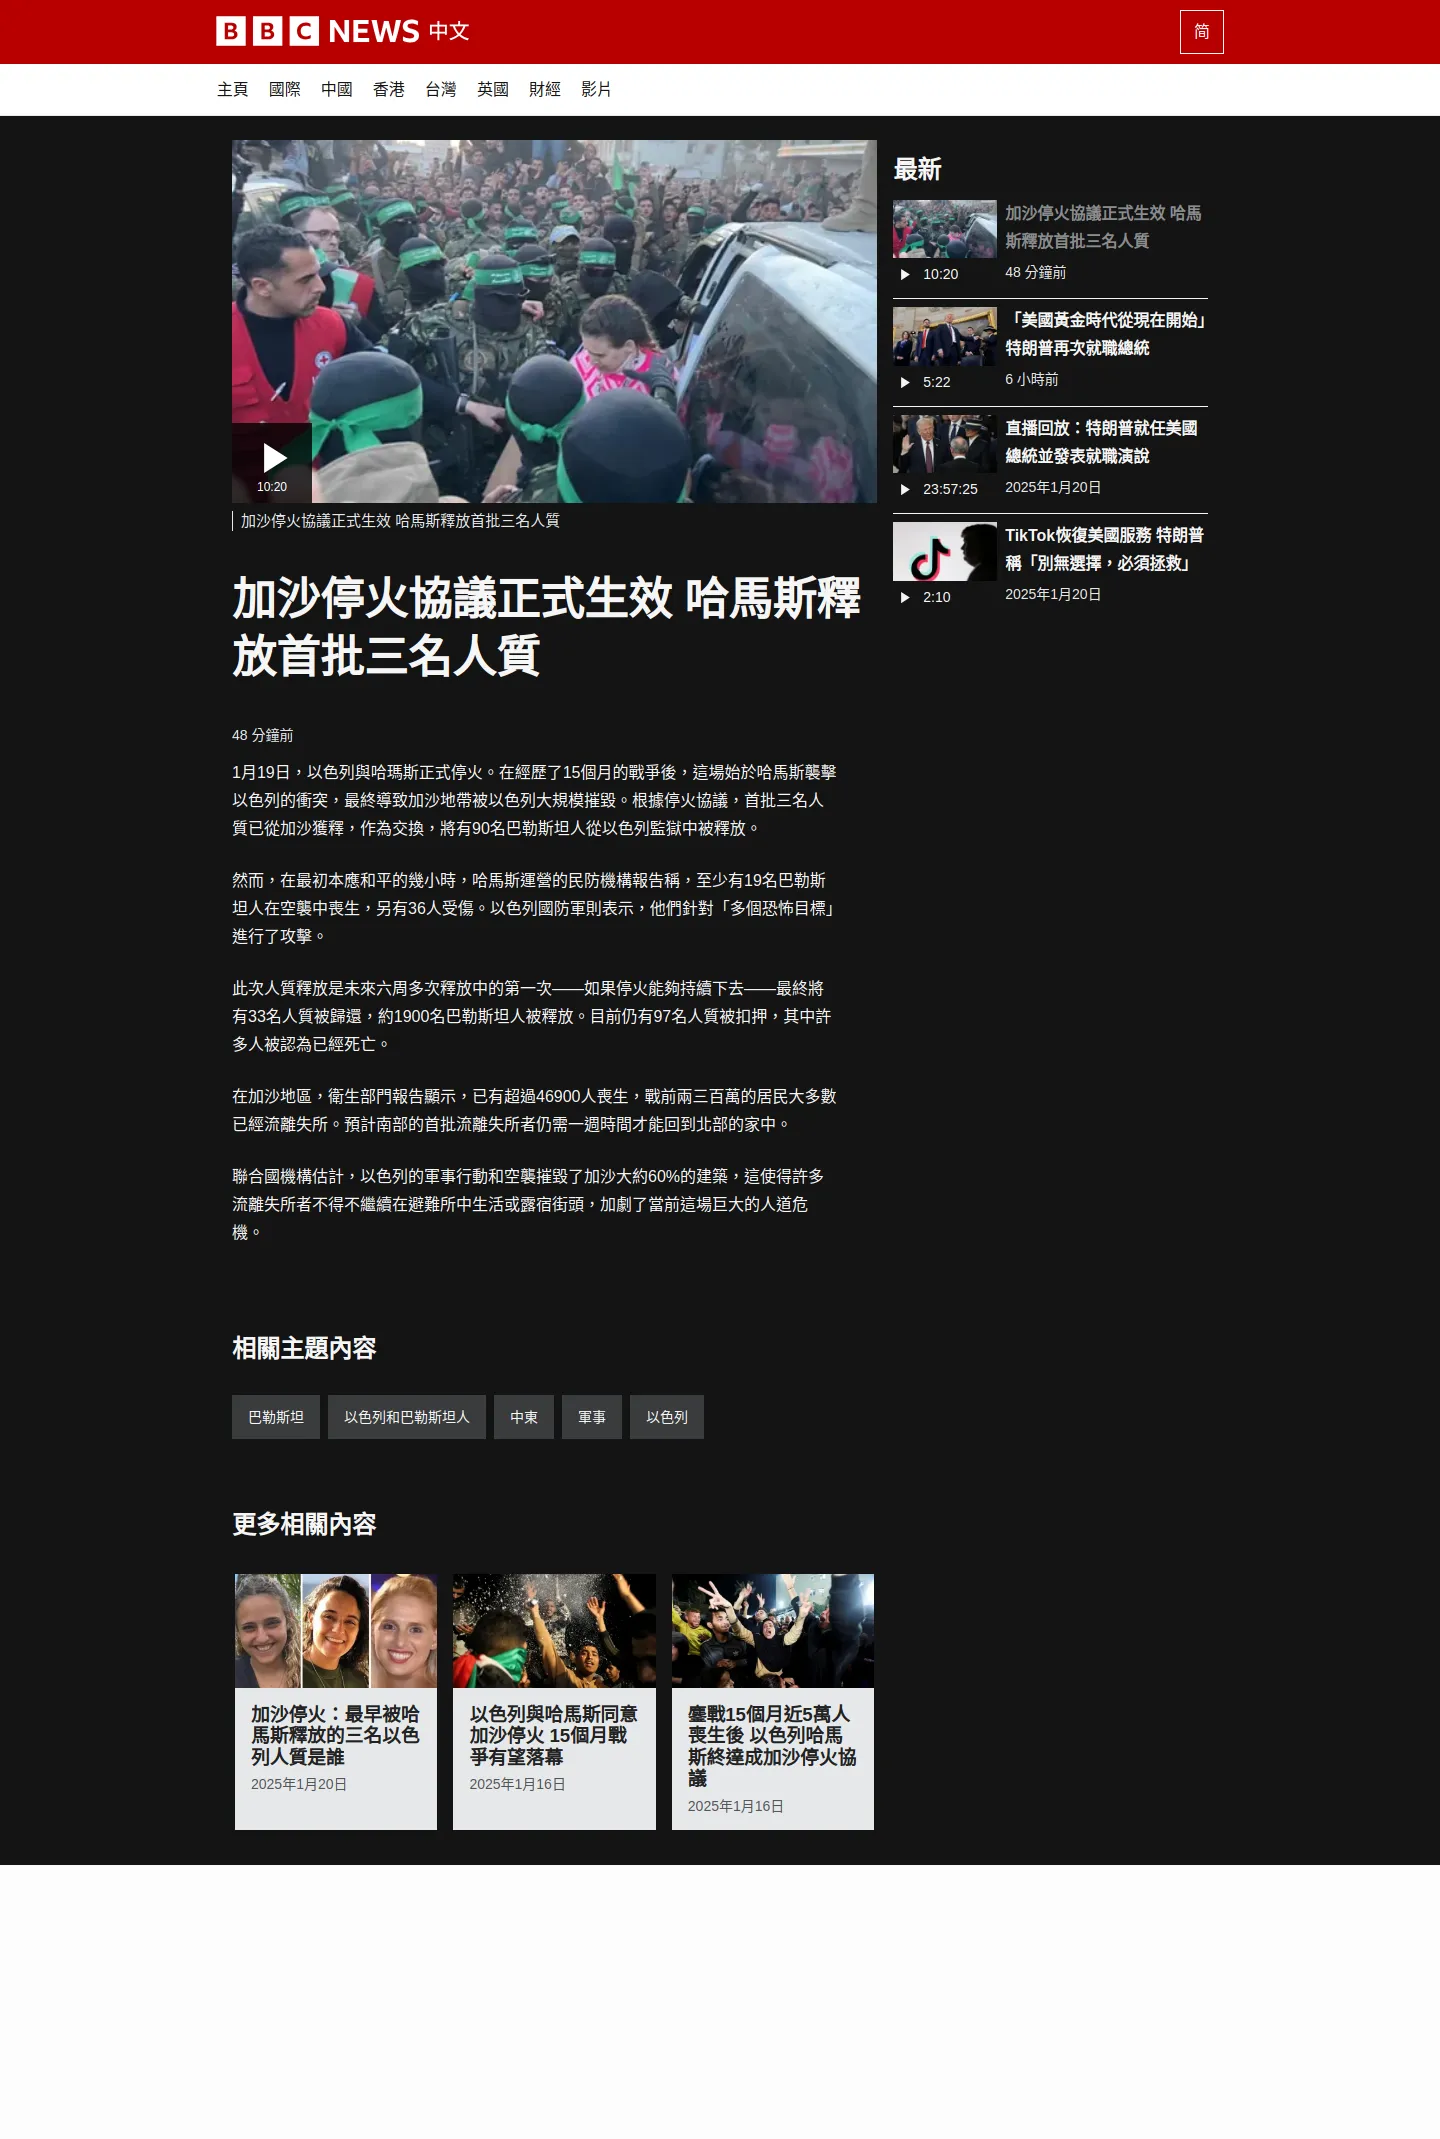 BBC NEWS 中文
简
主頁 國際 中國 香港 台灣 英國 財經 影片
10:20
加沙停火協議正式生效 哈馬斯釋放首批三名人質
加沙停火協議正式生效 哈馬斯釋
放首批三名人質
48 分鐘前
1月19日，以色列與哈瑪斯正式停火。在經歷了15個月的戰爭後，這場始於哈馬斯襲擊
以色列的衝突，最終導致加沙地帶被以色列大規模摧毀。根據停火協議，首批三名人
質已從加沙獲釋，作為交換，將有90名巴勒斯坦人從以色列監獄中被釋放。
然而，在最初本應和平的幾小時，哈馬斯運營的民防機構報告稱，至少有19名巴勒斯
坦人在空襲中喪生，另有36人受傷。以色列國防軍則表示，他們針對「多個恐怖目標」
進行了攻擊。
此次人質釋放是未來六周多次釋放中的第一次——如果停火能夠持續下去——最終將
有33名人質被歸還，約1900名巴勒斯坦人被釋放。目前仍有97名人質被扣押，其中許
多人被認為已經死亡。
在加沙地區，衛生部門報告顯示，已有超過46900人喪生，戰前兩三百萬的居民大多數
已經流離失所。預計南部的首批流離失所者仍需一週時間才能回到北部的家中。
聯合國機構估計，以色列的軍事行動和空襲摧毀了加沙大約60%的建築，這使得許多
流離失所者不得不繼續在避難所中生活或露宿街頭，加劇了當前這場巨大的人道危
機。
最新
加沙停火協議正式生效 哈馬
斯釋放首批三名人質
10:20
48 分鐘前
「美國黃金時代從現在開始」
特朗普再次就職總統
5:22
6 小時前
直播回放：特朗普就任美國
總統並發表就職演說
23:57:25
2025年1月20日
TikTok恢復美國服務 特朗普
稱「別無選擇，必須拯救」
2:10
2025年1月20日
相關主題內容
巴勒斯坦 以色列和巴勒斯坦人 中東 軍事 以色列
更多相關內容
加沙停火：最早被哈
馬斯釋放的三名以色
列人質是誰
2025年1月20日
以色列與哈馬斯同意
加沙停火 15個月戰
爭有望落幕
2025年1月16日
鏖戰15個月近5萬人
喪生後 以色列哈馬
斯終達成加沙停火協
議
2025年1月16日